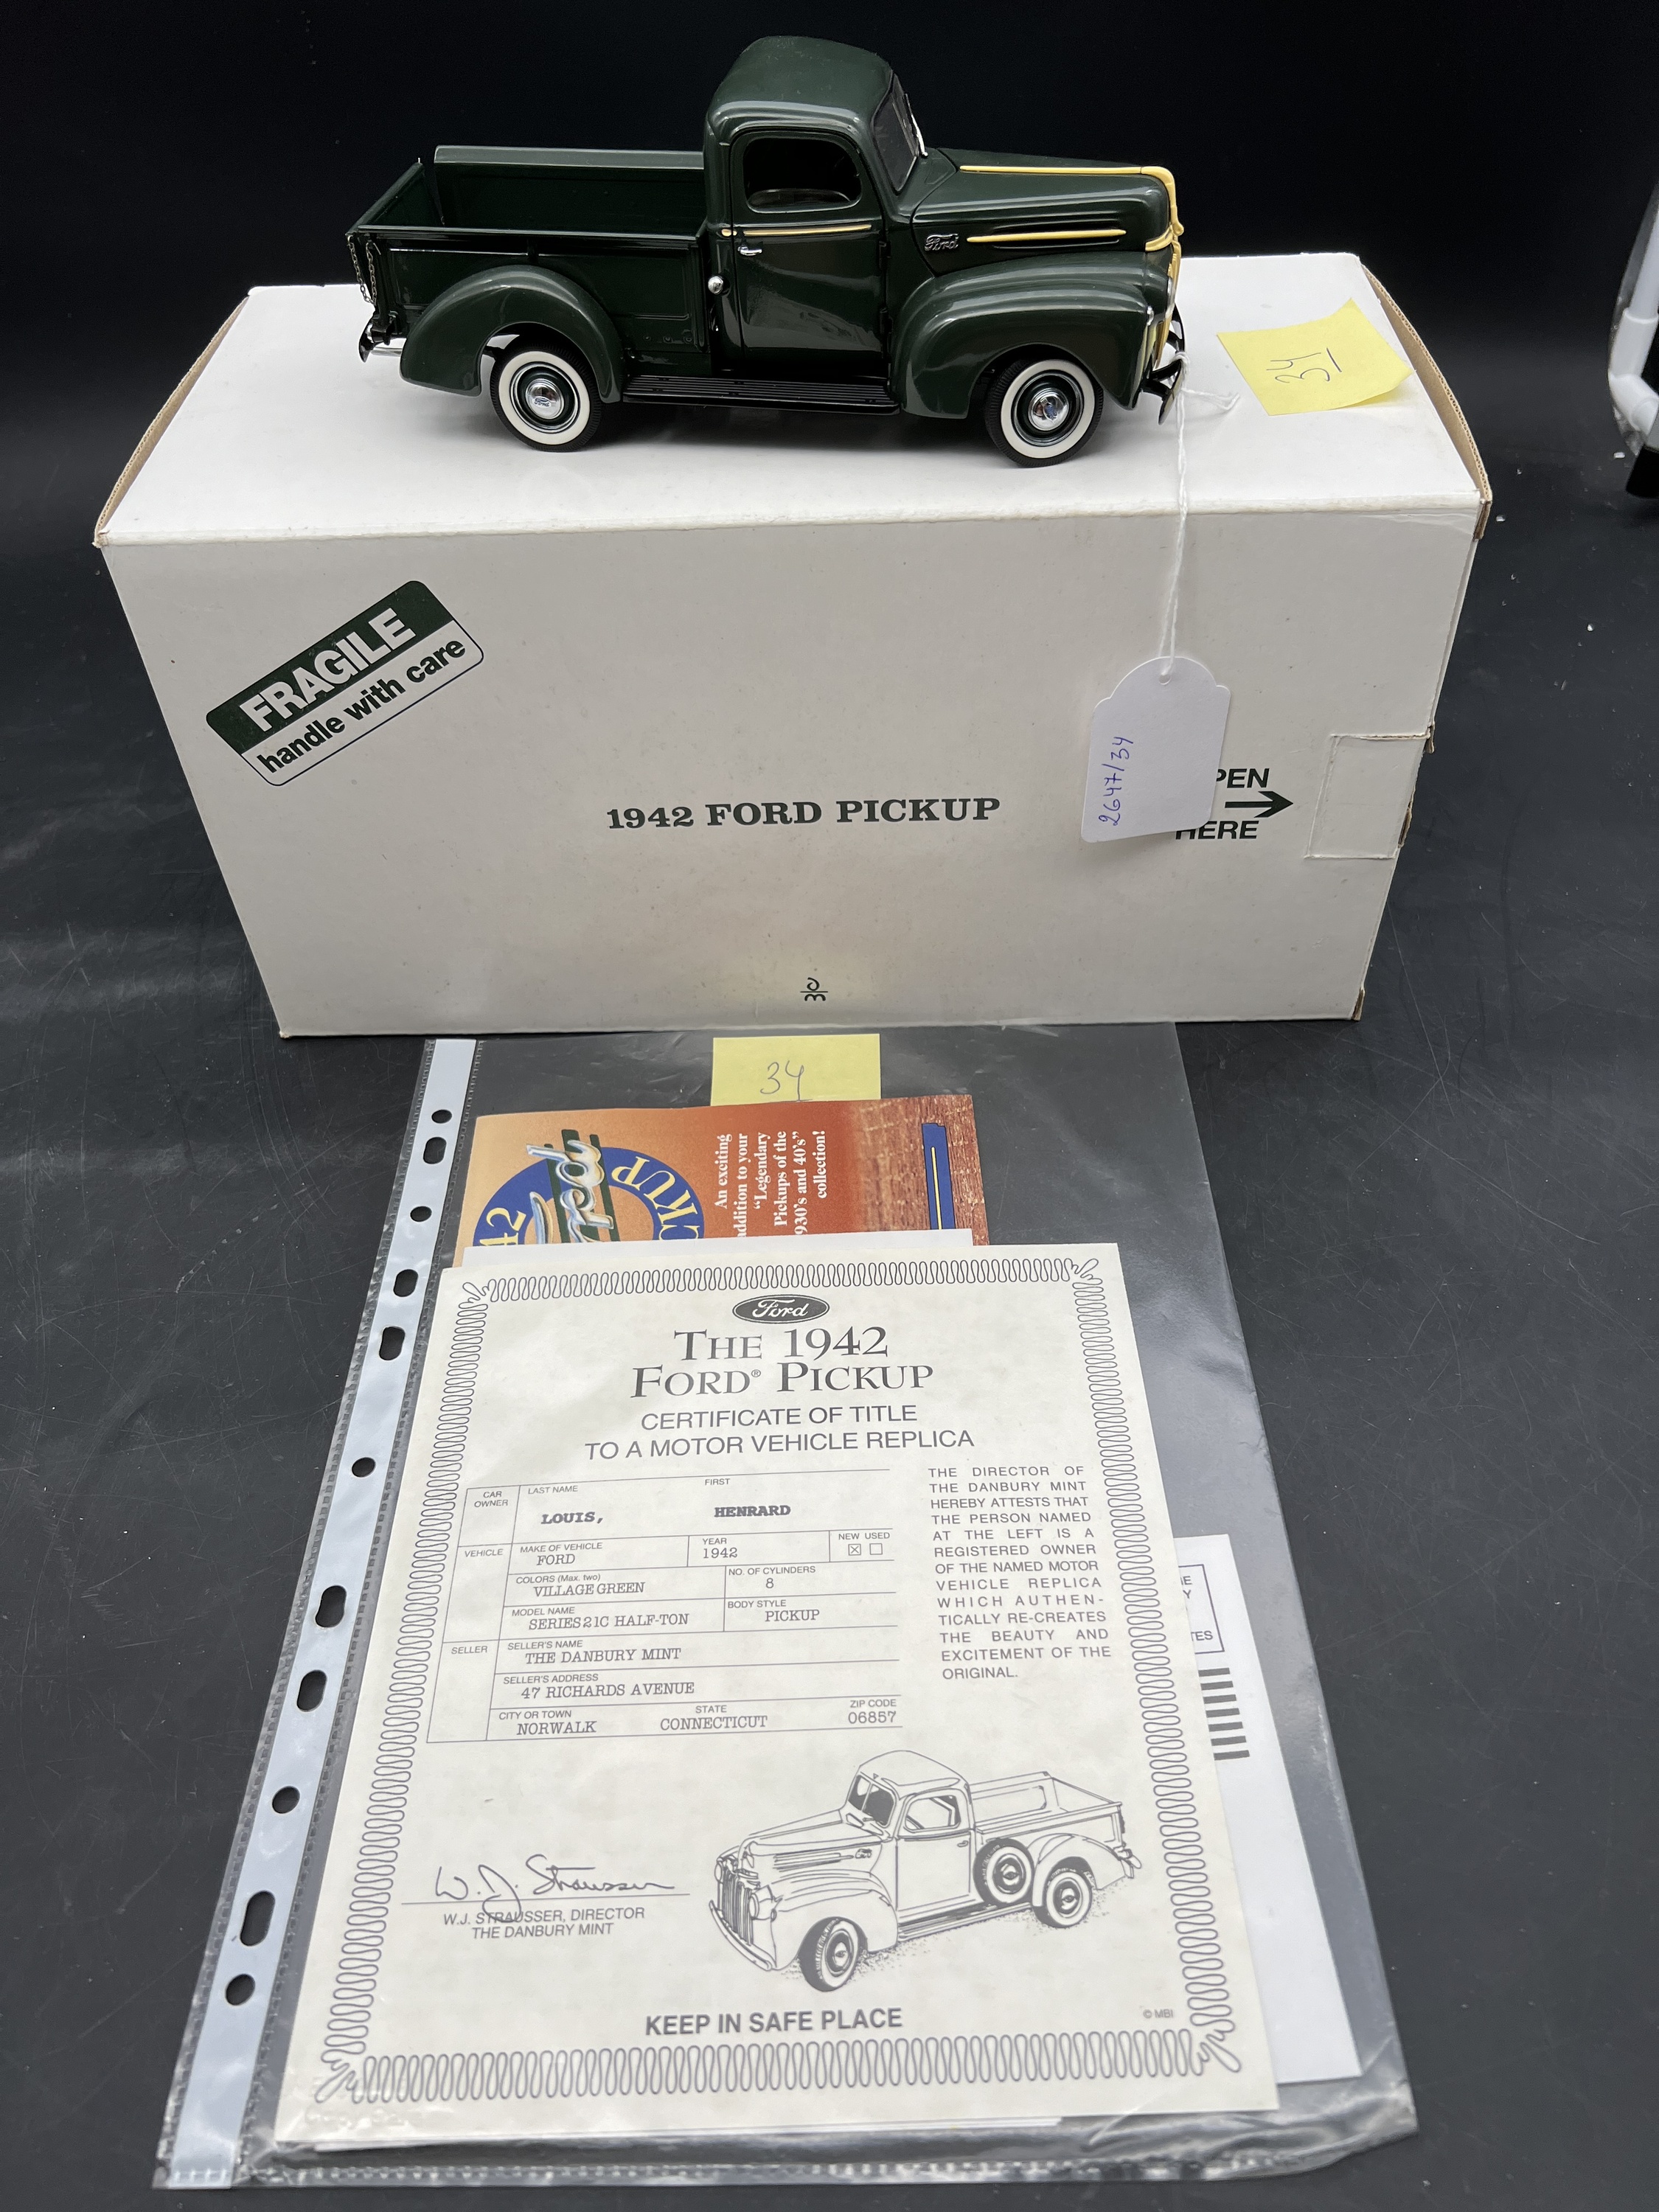 Ford
34
FRAGILE
handle with care
1942 FORD PICKUP
2647/34
PEN
HERE
34
42
Ford
CKUP
An exciting
addition to your
"Legendary
Pickups of the
930's and 40's"
collection!
Ford
THE 1942
FORD® PICKUP
CERTIFICATE OF TITLE
TO A MOTOR VEHICLE REPLICA
CAR OWNER
LAST NAME FIRST
LOUIS, HENRARD
VEHICLE
MAKE OF VEHICLE YEAR NEW USED
FORD 1942
COLORS (Max. two) NO. OF CYLINDERS
VILLAGE GREEN 8
MODEL NAME BODY STYLE
SERIES 21C HALF-TON PICKUP
SELLER
SELLER'S NAME
THE DANBURY MINT
SELLER'S ADDRESS
47 RICHARDS AVENUE
CITY OR TOWN STATE ZIP CODE
NORWALK CONNECTICUT 06857
THE DIRECTOR OF
THE DANBURY MINT
HEREBY ATTESTS THAT
THE PERSON NAMED
AT THE LEFT IS A
REGISTERED OWNER
OF THE NAMED MOTOR
VEHICLE REPLICA
WHICH AUTHEN-
TICALLY RE-CREATES
THE BEAUTY AND
EXCITEMENT OF THE
ORIGINAL.
W.J. Strausser
W.J. STRAUSSER, DIRECTOR
THE DANBURY MINT
KEEP IN SAFE PLACE
© MBI